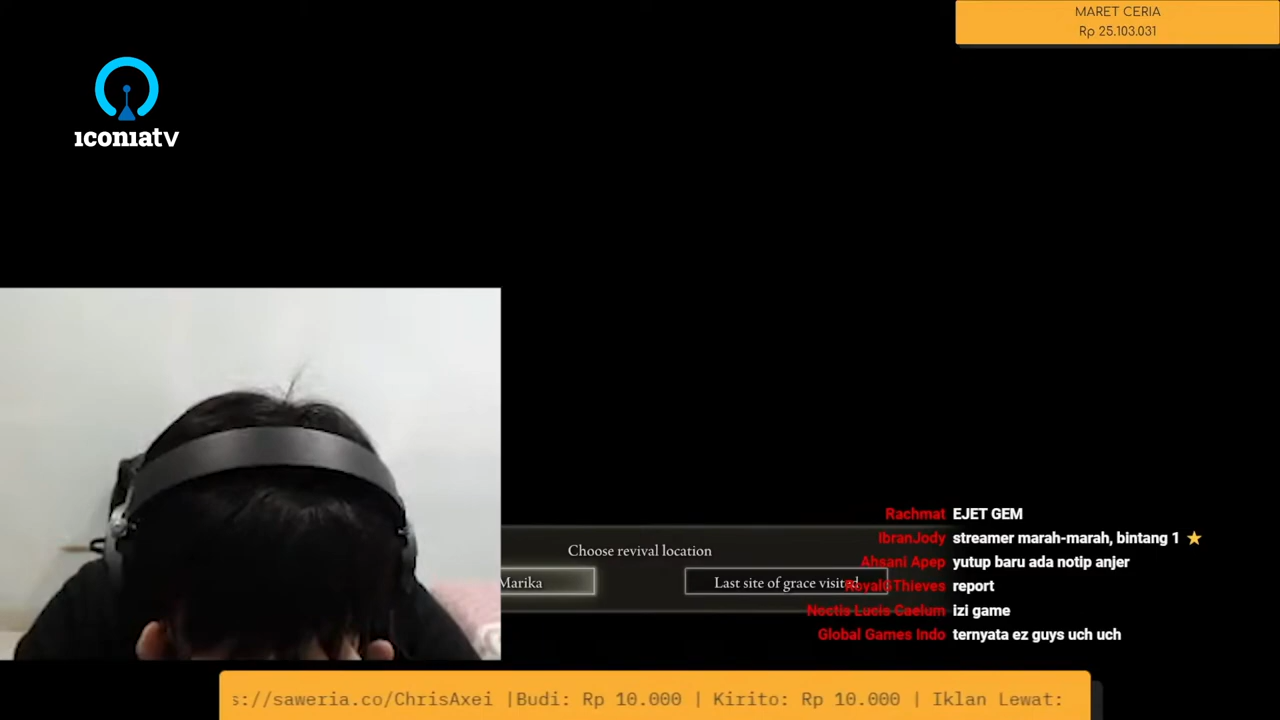 MARET CERIA
Rp 25.103.031
ıconıatv
Rachmat EJET GEM
IbranJody streamer marah-marah, bintang 1
Ahsani Apep yutup baru ada notip anjer
Choose revival location
Marika
Last site of grace visited
RoyalGThieves report
Noctis Lucis Caelum izi game
Global Games Indo ternyata ez guys uch uch
s://saweria.co/ChrisAxei |Budi: Rp 10.000 | Kirito: Rp 10.000 | Iklan Lewat: